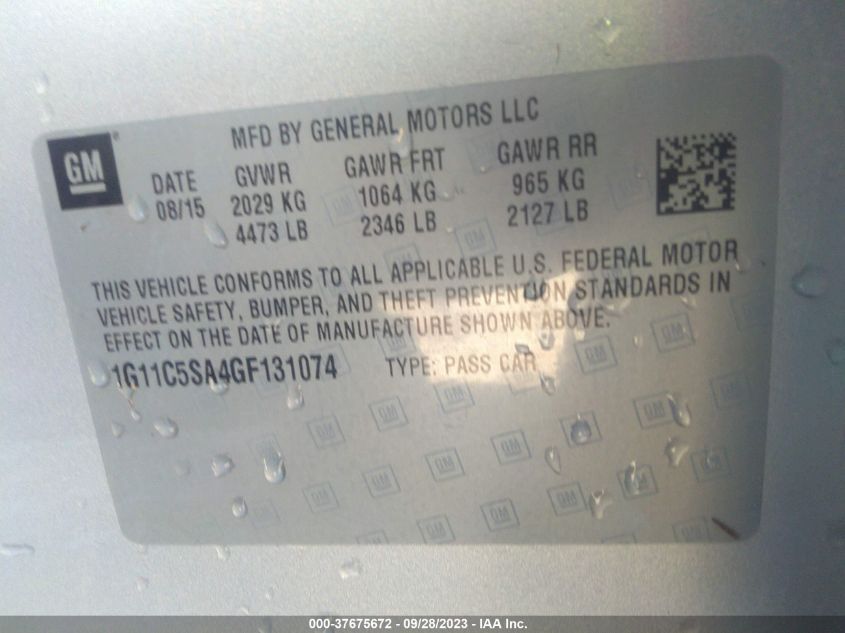 MFD BY GENERAL MOTORS LLC
GM®
DATE GVWR GAWR FRT GAWR RR
08/15 2029 KG 1064 KG 965 KG
4473 LB 2346 LB 2127 LB
THIS VEHICLE CONFORMS TO ALL APPLICABLE U.S. FEDERAL MOTOR
VEHICLE SAFETY, BUMPER, AND THEFT PREVENTION STANDARDS IN
EFFECT ON THE DATE OF MANUFACTURE SHOWN ABOVE.
1G11C5SA4GF131074 TYPE: PASS CAR
000-37675672 / 09/28/2023 - IAA Inc.